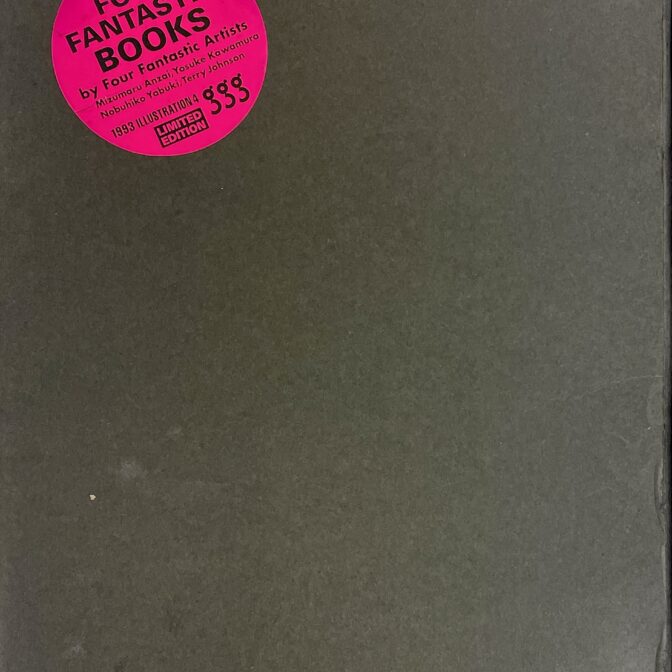 FANTASTIC
BOOKS
by Four Fantastic Artists
Mizumaru Anzai, Yosuke Kawamura
Nobuhiko Yabuki, Terry Johnson
1993 ILLUSTRATION 4 ggg
LIMITED
EDITION